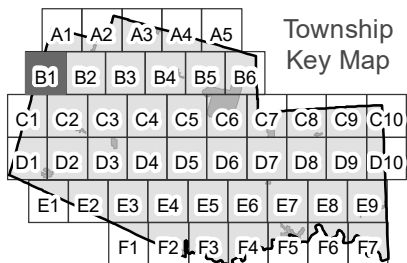 Township
Key Map
A1 A2 A3 A4 A5
B1 B2 B3 B4 B5 B6
C1 C2 C3 C4 C5 C6 C7 C8 C9 C10
D1 D2 D3 D4 D5 D6 D7 D8 D9 D10
E1 E2 E3 E4 E5 E6 E7 E8 E9
F1 F2 F3 F4 F5 F6 F7